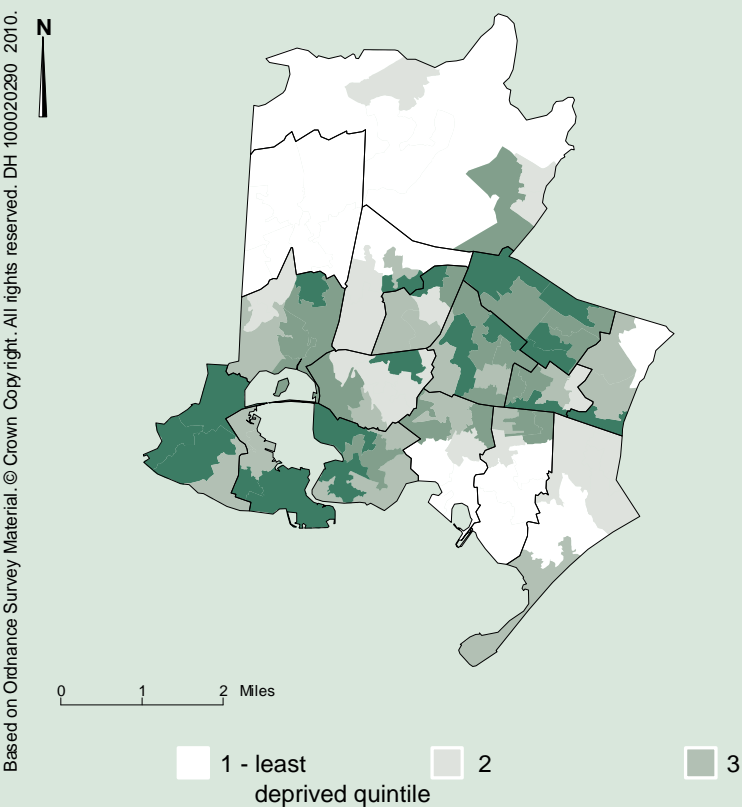 Based on Ordnance Survey Material. © Crown Copyright. All rights reserved. DH 100020290 2010.
N
0 1 2 Miles
1 - least deprived quintile
2
3